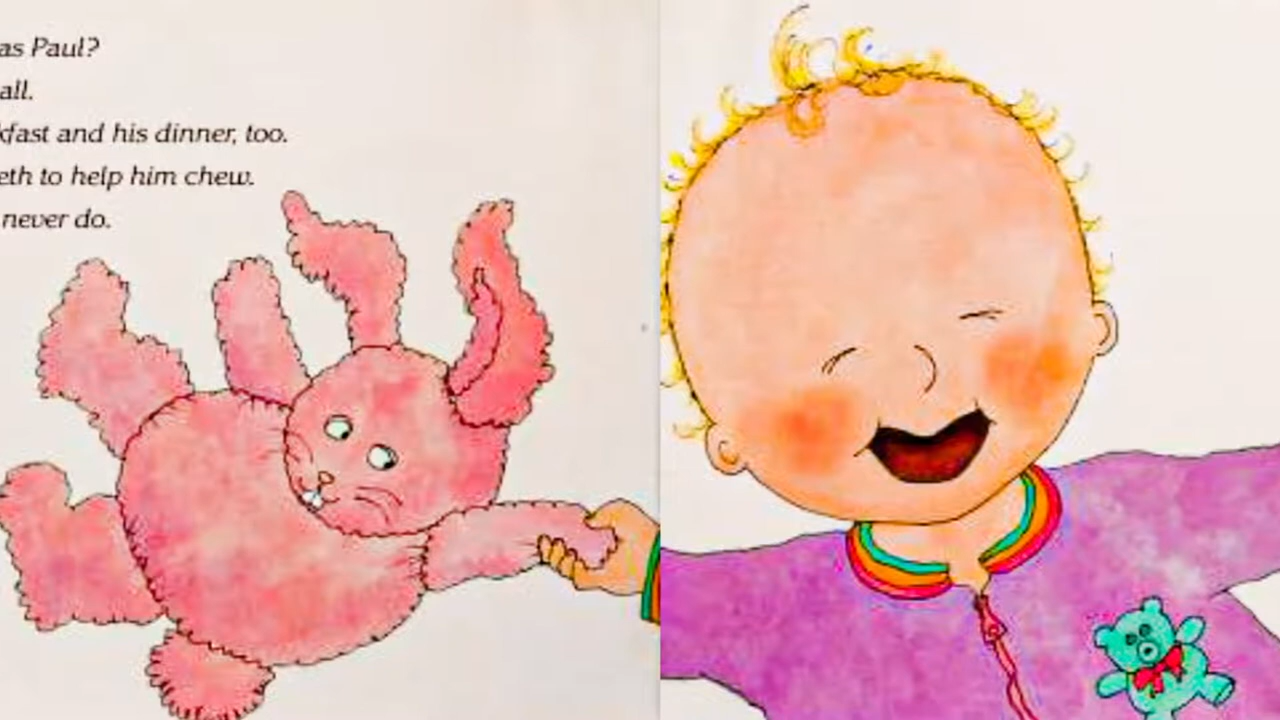 as Paul?
all.
kfast and his dinner, too.
eth to help him chew.
never do.